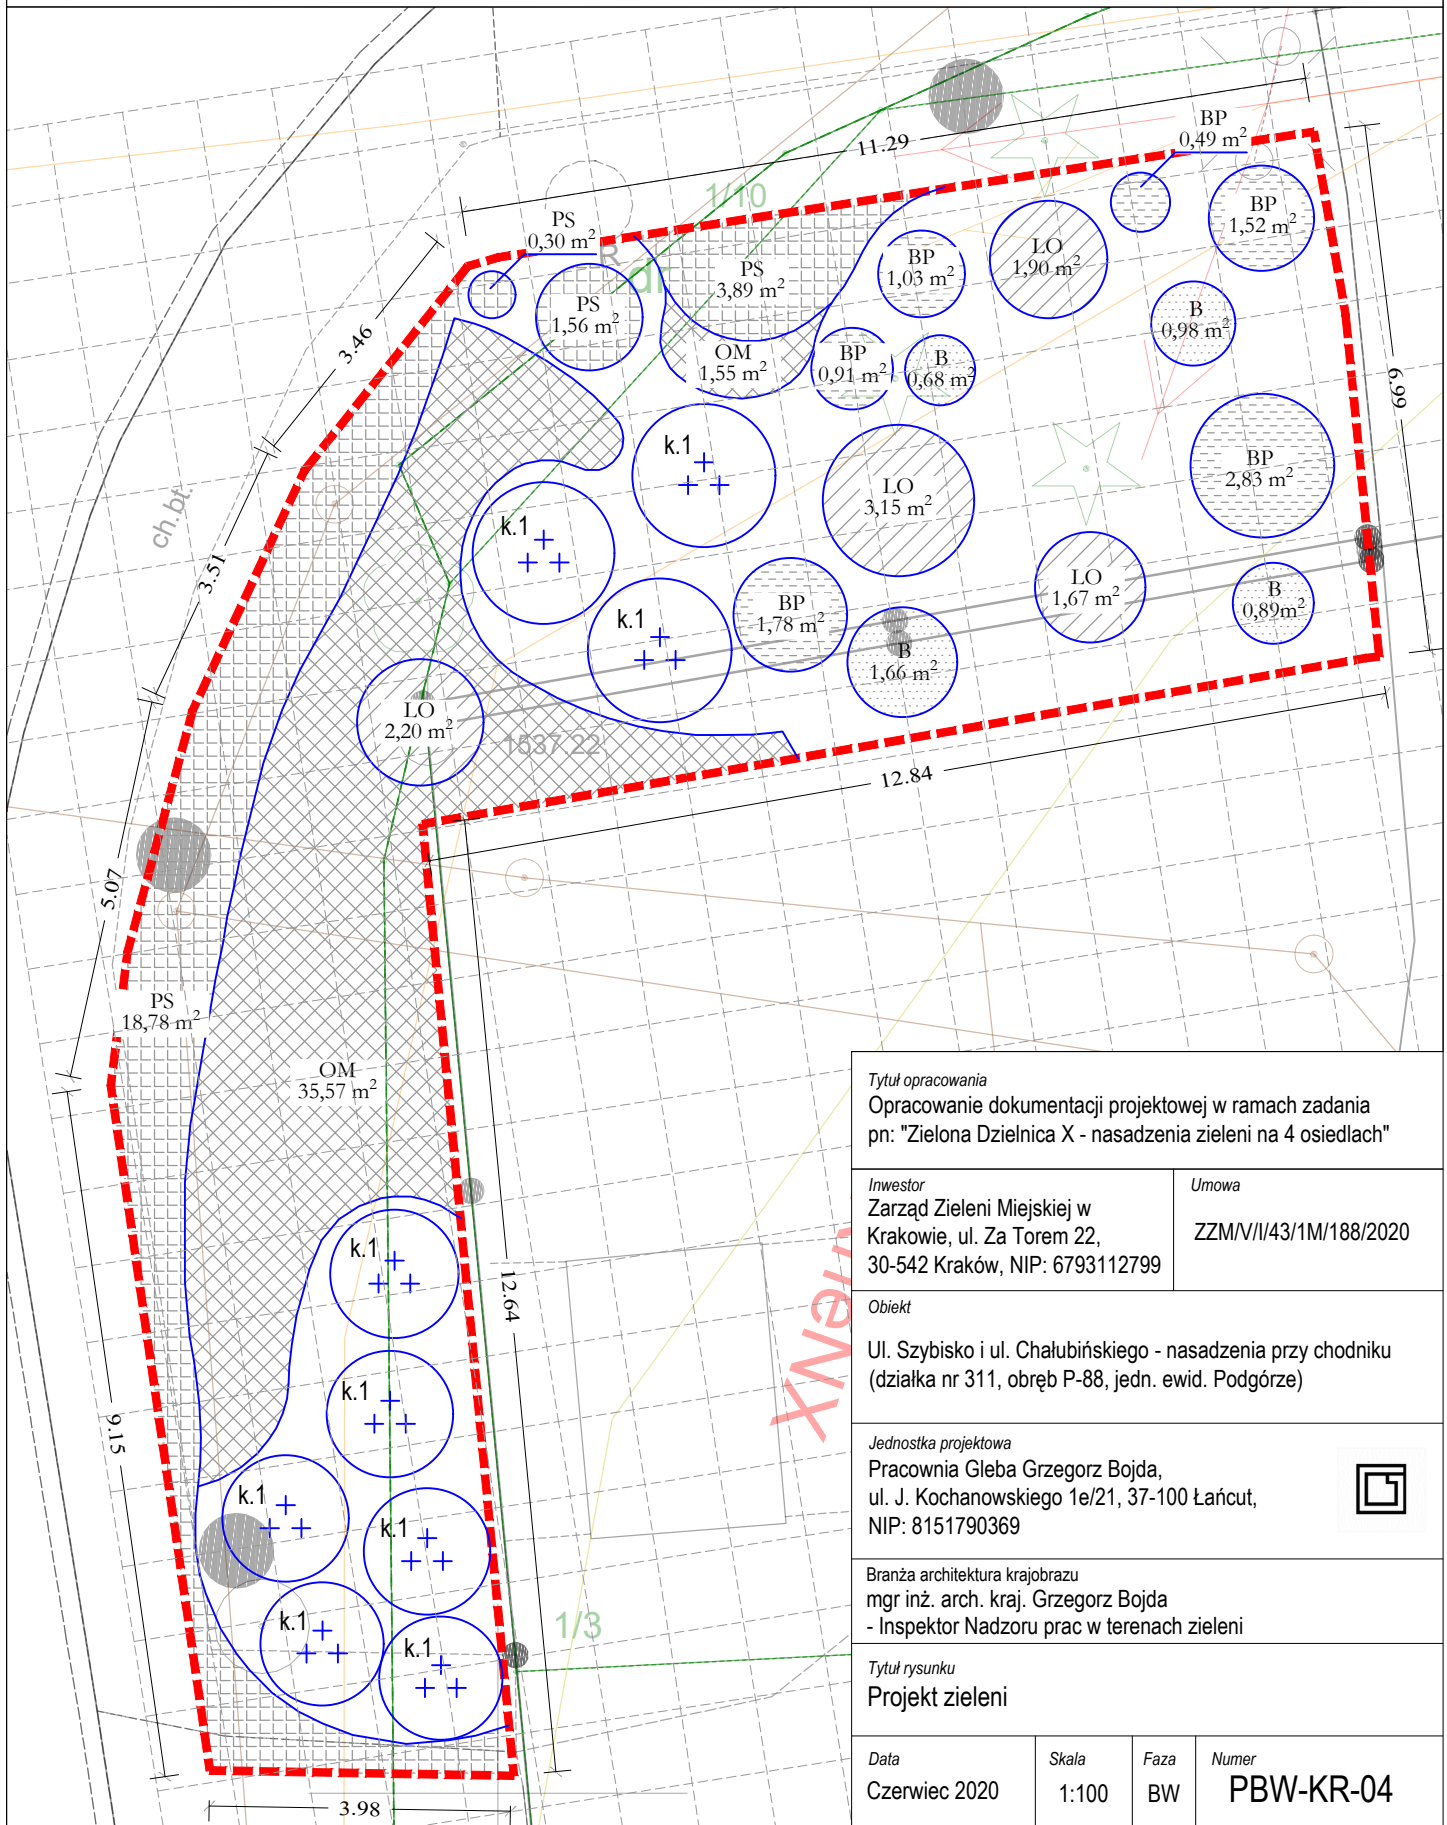 BP
0,49 m²
11.29
1/10
PS
0,30 m²
BP
1,52 m²
LO
1,90 m²
BP
1,03 m²
PS
3,89 m²
R
dr
PS
1,56 m²
B
0,98 m²
3.46
OM
1,55 m²
BP
0,91 m²
B
0,68 m²
6.99
k.1
BP
2,83 m²
LO
3,15 m²
ch.bt.
k.1
3.51
LO
1,67 m²
B
0,89m²
BP
1,78 m²
k.1
B
1,66 m²
LO
2,20 m²
1537.22
12.84
5.07
PS
18,78 m²
OM
35,57 m²
k.1
12.64
k.1
9.15
k.1
k.1
k.1
k.1
1/3
3.98
Tytuł opracowania
Opracowanie dokumentacji projektowej w ramach zadania
pn: "Zielona Dzielnica X - nasadzenia zieleni na 4 osiedlach"
Inwestor
Zarząd Zieleni Miejskiej w
Krakowie, ul. Za Torem 22,
30-542 Kraków, NIP: 6793112799
Umowa
ZZM/V/I/43/1M/188/2020
Obiekt
Ul. Szybisko i ul. Chałubińskiego - nasadzenia przy chodniku
(działka nr 311, obręb P-88, jedn. ewid. Podgórze)
Jednostka projektowa
Pracownia Gleba Grzegorz Bojda,
ul. J. Kochanowskiego 1e/21, 37-100 Łańcut,
NIP: 8151790369
Branża architektura krajobrazu
mgr inż. arch. kraj. Grzegorz Bojda
- Inspektor Nadzoru prac w terenach zieleni
Tytuł rysunku
Projekt zieleni
Data
Czerwiec 2020
Skala
1:100
Faza
BW
Numer
PBW-KR-04